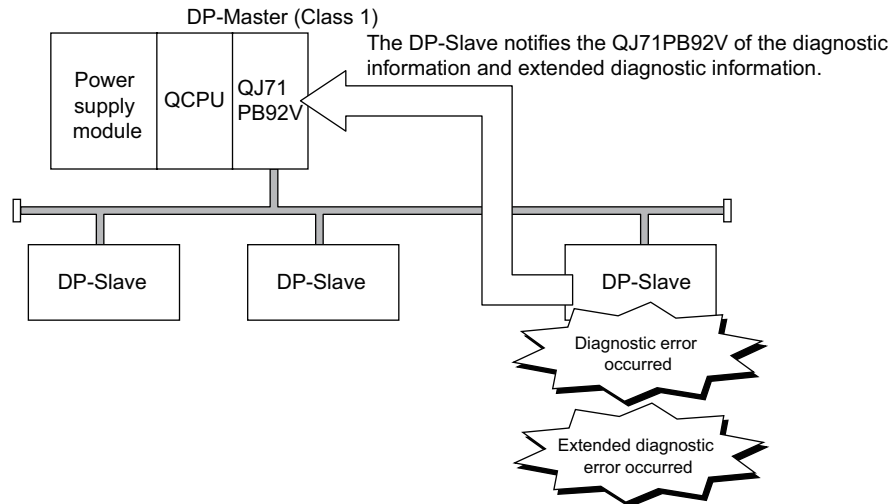 DP-Master (Class 1)
The DP-Slave notifies the QJ71PB92V of the diagnostic
information and extended diagnostic information.
Power
supply
module
QCPU
QJ71
PB92V
DP-Slave
DP-Slave
DP-Slave
Diagnostic error
occurred
Extended diagnostic
error occurred